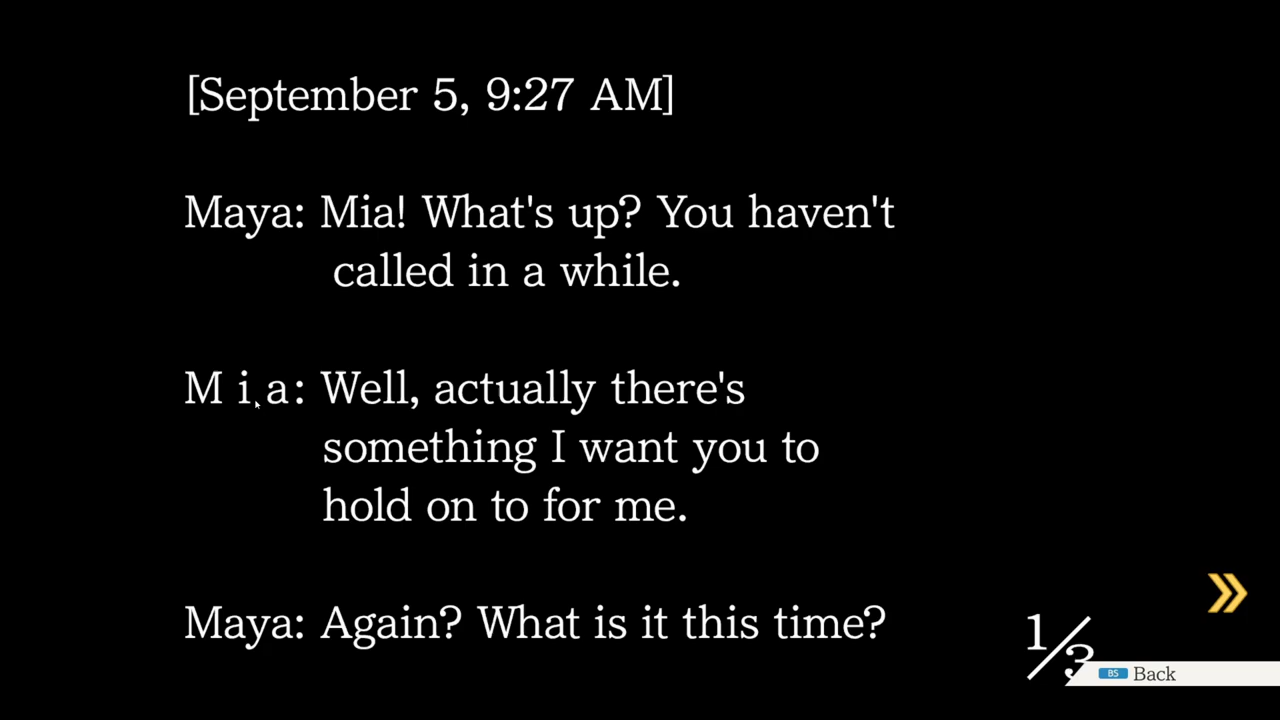 [September 5, 9:27 AM]
Maya: Mia! What's up? You haven't
called in a while.
M i a: Well, actually there's
something I want you to
hold on to for me.
Maya: Again? What is it this time?
1/3
BS Back